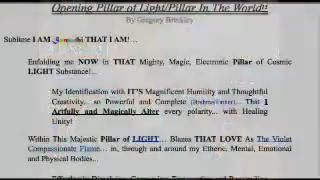 Opening Pillar of Light/Pillar In The World!!
By Gregory Brinkley
Sublime I AM THAT I AM!…
Enfolding me NOW in THAT Mighty, Magic, Electronic Pillar of Cosmic
LIGHT Substance!...
My Identification with IT'S Magnificent Humility and Thoughtful
Creativity... so Powerful and Complete That I
Artfully and Magically Alter every polarity... with Healing
Unity!
Within This Majestic Pillar of LIGHT... Blazes THAT LOVE As The Violet
Compassionate Flame... in, through and around my Etheric, Mental, Emotional
and Physical Bodies...